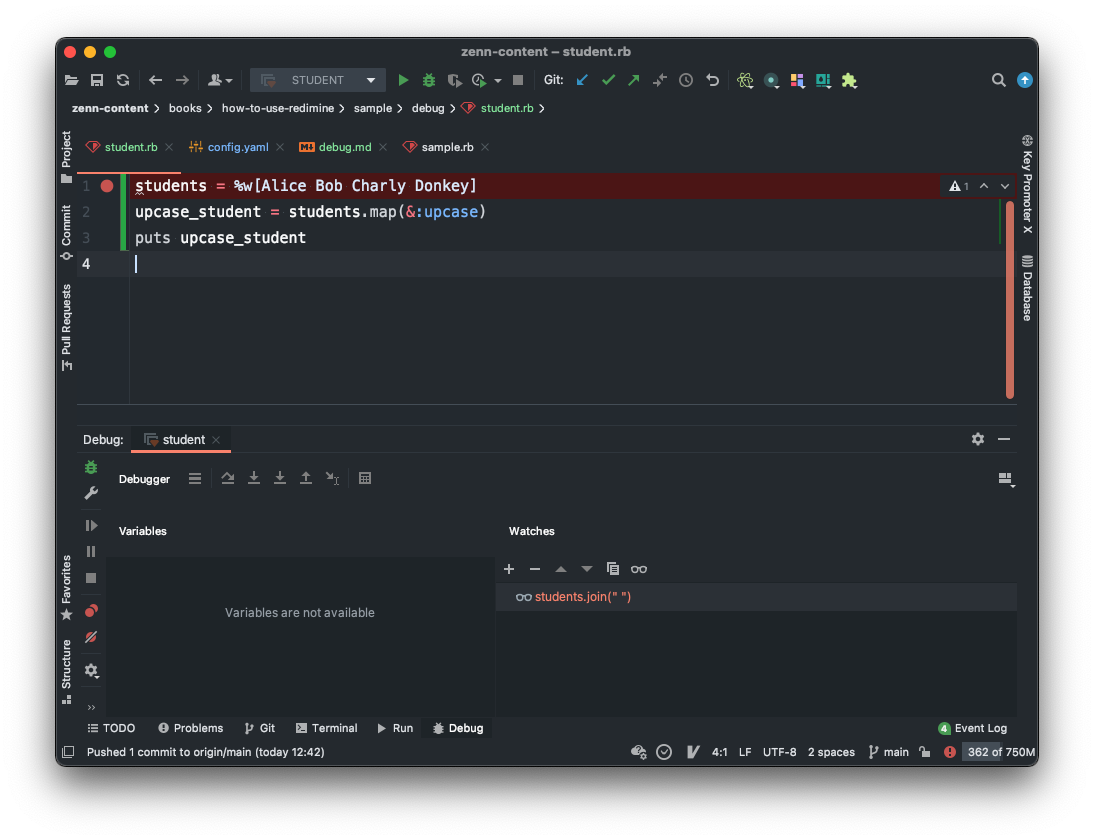 zenn-content – student.rb
STUDENT Git:
zenn-content books how-to-use-redimine sample debug student.rb
student.rb config.yaml debug.md sample.rb
Project
Commit
Pull Requests
Favorites
Structure
Key Promoter X
Database
1 students = %w[Alice Bob Charly Donkey] 1
2 upcase_student = students.map(&:upcase)
3 puts upcase_student
4
Debug: student
Debugger
Variables Watches
Variables are not available
students.join(" ")
TODO Problems Git Terminal Run Debug 4 Event Log
Pushed 1 commit to origin/main (today 12:42) 4:1 LF UTF-8 2 spaces main 362 of 750M